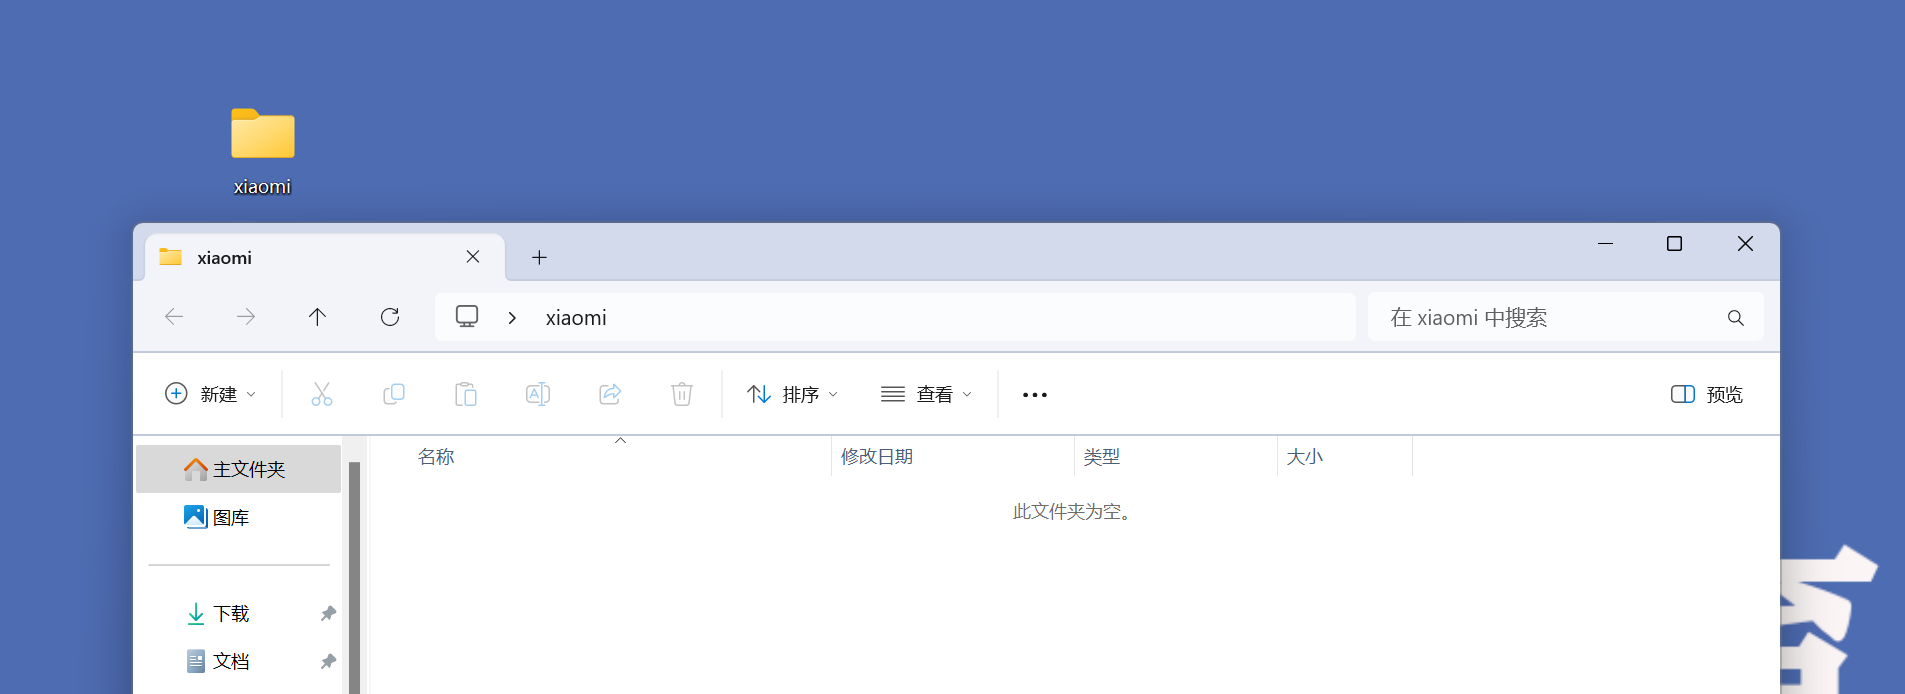 xiaomi
xiaomi
xiaomi
在 xiaomi 中搜索
新建
排序
查看
预览
主文件夹
图库
下载
文档
名称
修改日期
类型
大小
此文件夹为空。